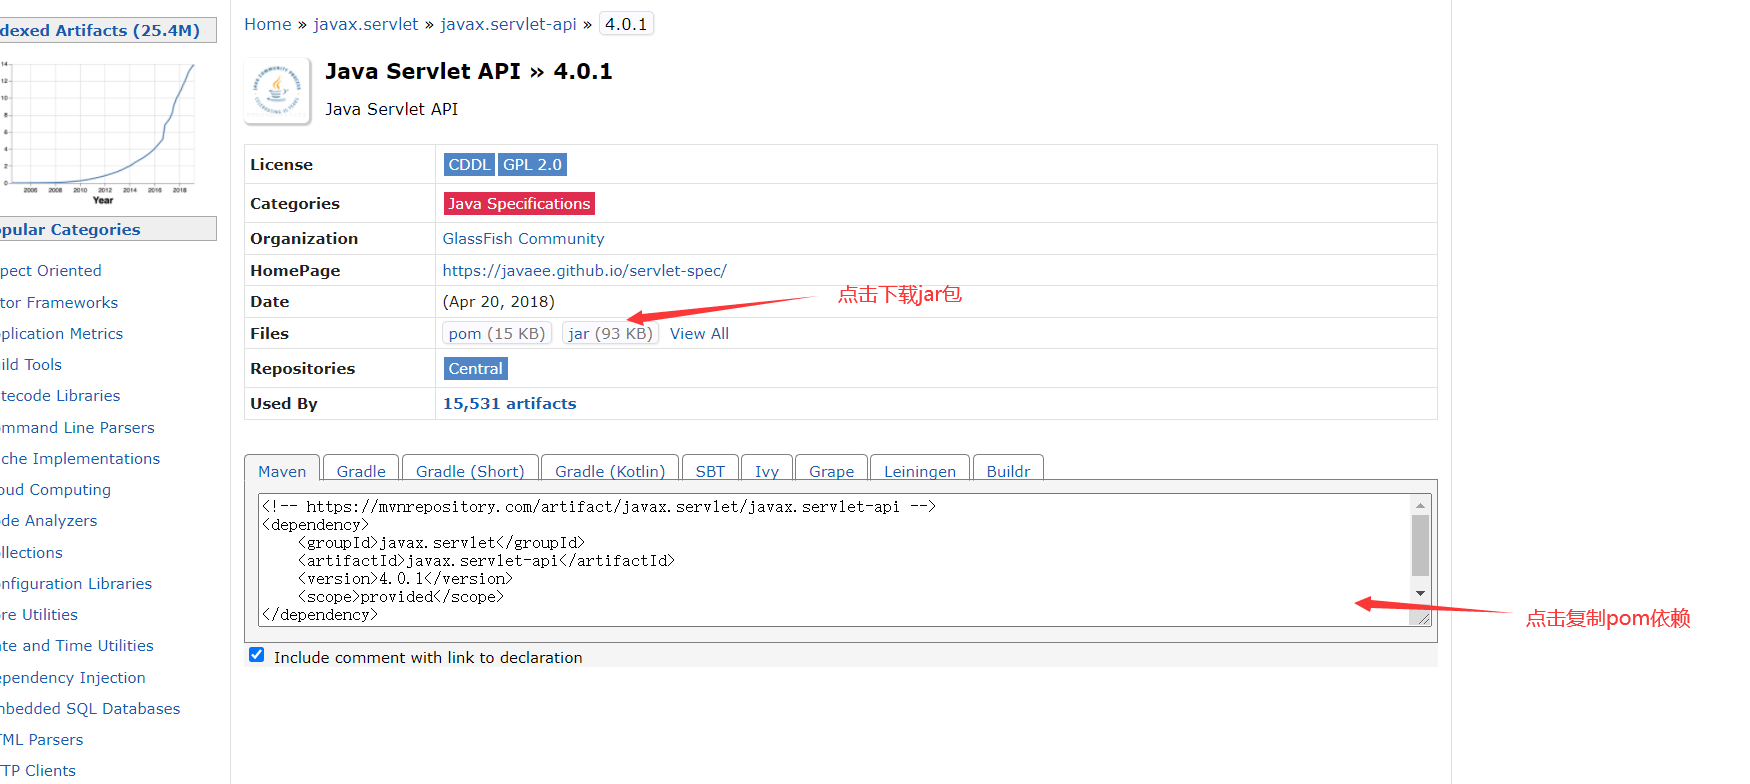 dexed Artifacts (25.4M)
14
12
10
8
6
4
2
0
2006 2008 2010 2012 2014 2016 2018
Year
pular Categories
pect Oriented
tor Frameworks
plication Metrics
ild Tools
tecode Libraries
mmand Line Parsers
che Implementations
oud Computing
de Analyzers
llections
nfiguration Libraries
re Utilities
te and Time Utilities
pendency Injection
bedded SQL Databases
ML Parsers
TP Clients
Home » javax.servlet » javax.servlet-api » 4.0.1
Java Servlet API » 4.0.1
Java Servlet API
License CDDL GPL 2.0
Categories Java Specifications
Organization GlassFish Community
HomePage https://javaee.github.io/servlet-spec/
Date (Apr 20, 2018)
点击下载jar包
Files pom (15 KB) jar (93 KB) View All
Repositories Central
Used By 15,531 artifacts
Maven Gradle Gradle (Short) Gradle (Kotlin) SBT Ivy Grape Leiningen Buildr
<!-- https://mvnrepository.com/artifact/javax.servlet/javax.servlet-api -->
<dependency>
    <groupId>javax.servlet</groupId>
    <artifactId>javax.servlet-api</artifactId>
    <version>4.0.1</version>
    <scope>provided</scope>
</dependency>
点击复制pom依赖
Include comment with link to declaration